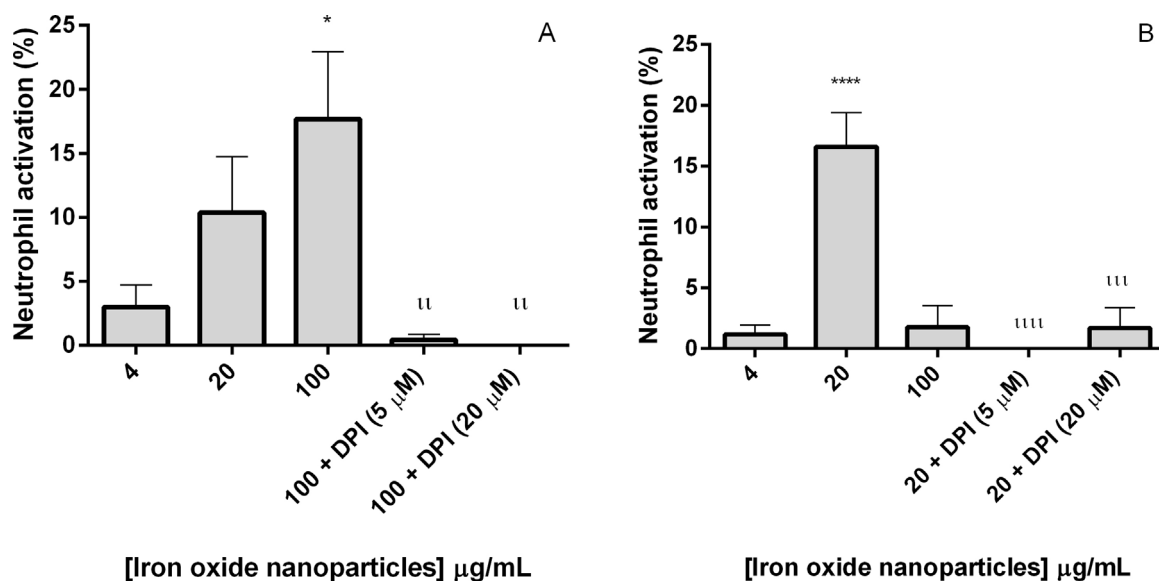 A
Neutrophil activation (%)
25
20
15
10
5
0
*
ιι
ιι
4
20
100
100 + DPI (5 μM)
100 + DPI (20 μM)
[Iron oxide nanoparticles] μg/mL
B
Neutrophil activation (%)
25
20
15
10
5
0
****
ιιιι
ιιι
4
20
100
20 + DPI (5 μM)
20 + DPI (20 μM)
[Iron oxide nanoparticles] μg/mL